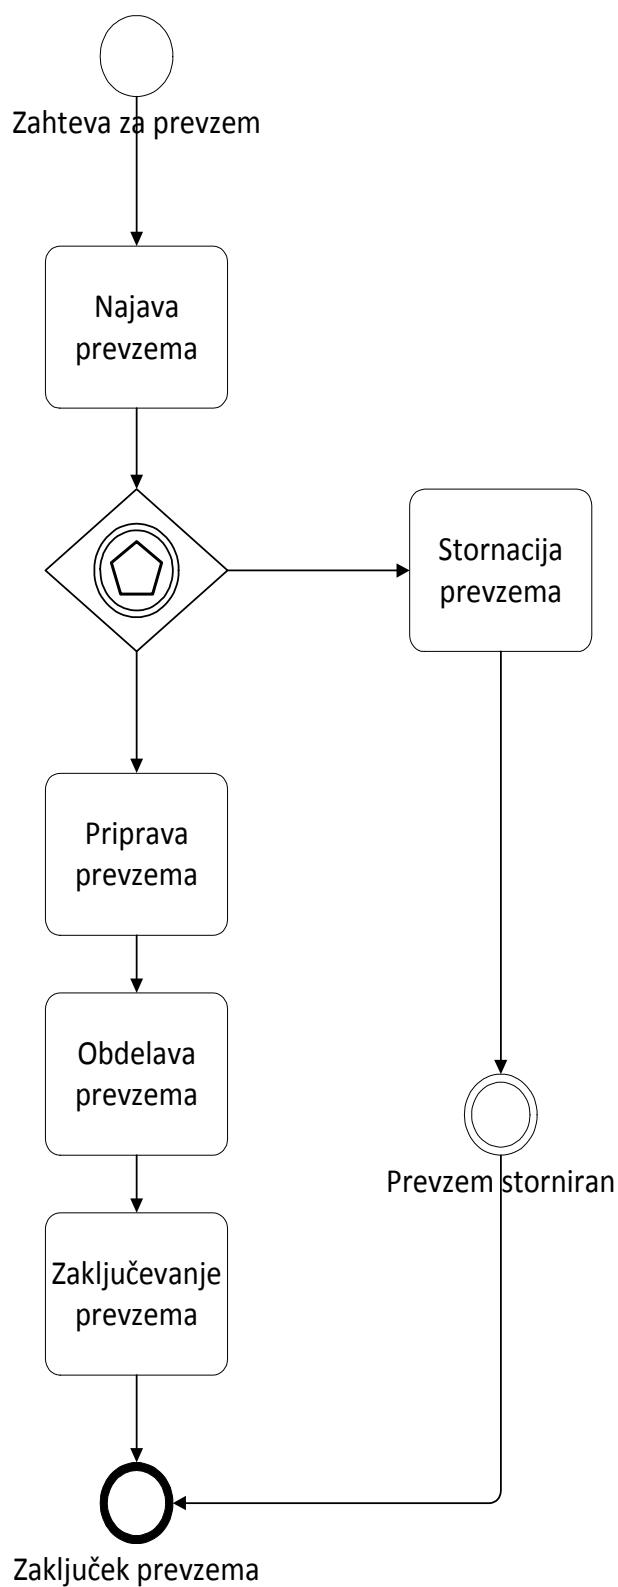 Zahteva za prevzem
Najava
prevzema
Stornacija
prevzema
Priprava
prevzema
Obdelava
prevzema
Prevzem storniran
Zaključevanje
prevzema
Zaključek prevzema